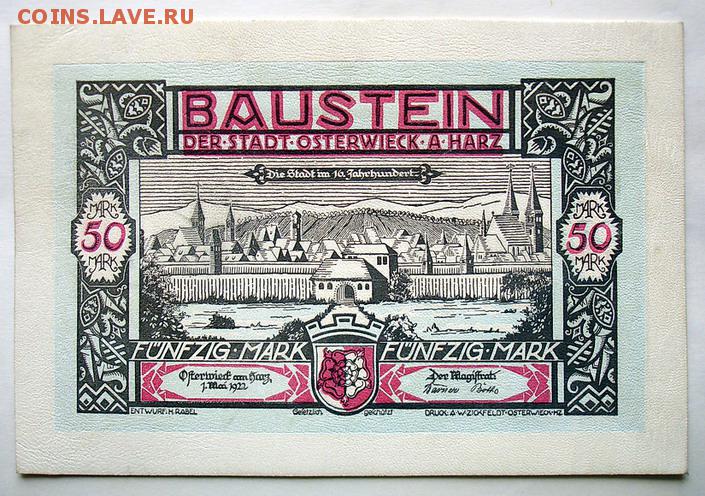 COINS.LAVE.RU
BAUSTEIN
DER·STADT·OSTERWIECK·A·HARZ
Die Stadt im 16. Jahrhundert.
MARK
50
MARK
MARK
50
MARK
FÜNFZIG·MARK
FÜNFZIG·MARK
Osterwieck am Harz,
1. Mai 1922
Der Magistrat:
ENTWURF: H. RABEL
Gesetzlich geschützt
DRUCK: A.W. ZICKFELDT·OSTERWIECK·HZ